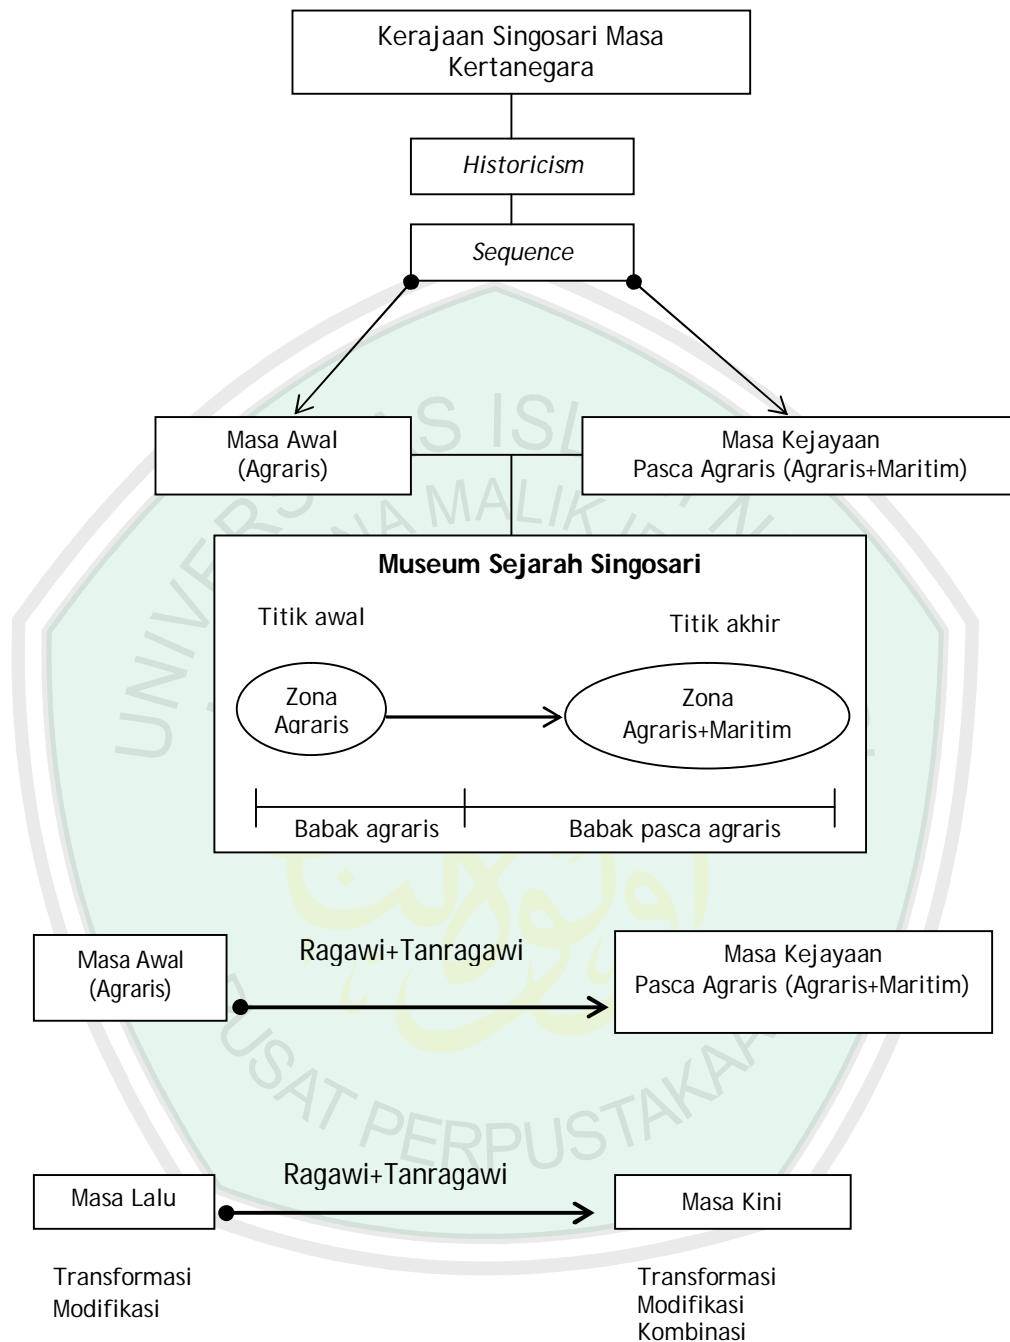 Kerajaan Singosari Masa
Kertanegara
Historicism
Sequence
Masa Awal
(Agraris)
Masa Kejayaan
Pasca Agraris (Agraris+Maritim)
Museum Sejarah Singosari
Titik awal
Titik akhir
Zona
Agraris
Zona
Agraris+Maritim
Babak agraris
Babak pasca agraris
Masa Awal
(Agraris)
Ragawi+Tanragawi
Masa Kejayaan
Pasca Agraris (Agraris+Maritim)
Masa Lalu
Ragawi+Tanragawi
Masa Kini
Transformasi
Modifikasi
Transformasi
Modifikasi
Kombinasi
PUSAT PERPUSTAKAAN